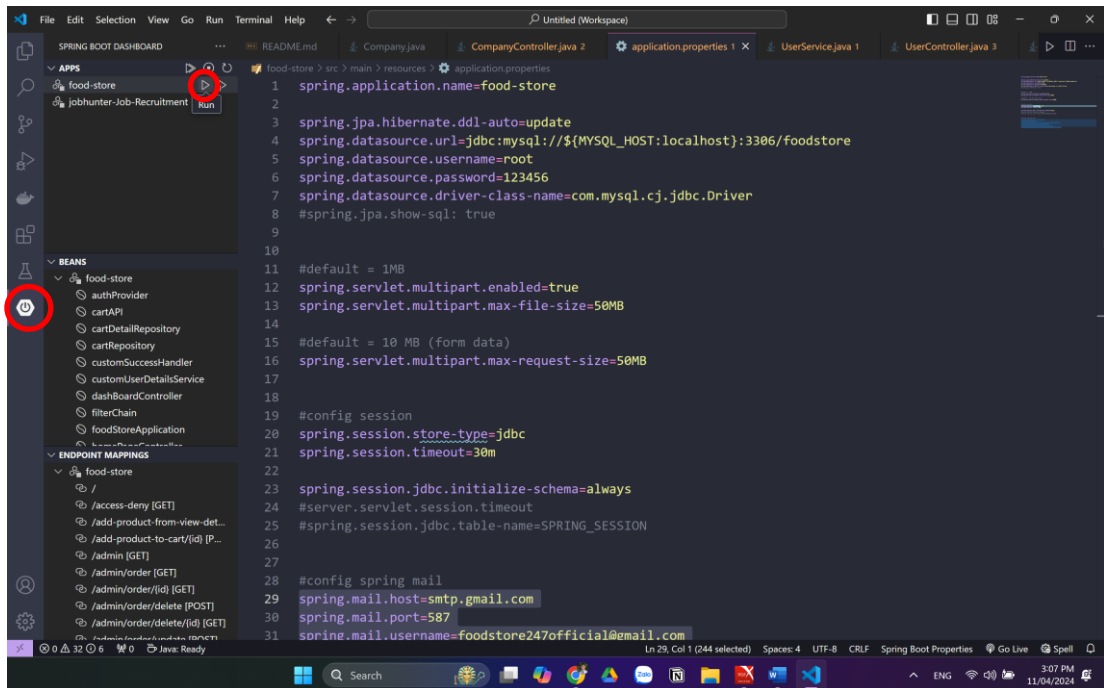 File Edit Selection View Go Run Terminal Help
Untitled (Workspace)
SPRING BOOT DASHBOARD
README.md Company.java CompanyController.java 2 application.properties 1 UserService.java 1 UserController.java 3
APPS
food-store
jobhunter-Job-Recruitment
Run
food-store > src > main > resources > application.properties
1 spring.application.name=food-store
2
3 spring.jpa.hibernate.ddl-auto=update
4 spring.datasource.url=jdbc:mysql://${MYSQL_HOST:localhost}:3306/foodstore
5 spring.datasource.username=root
6 spring.datasource.password=123456
7 spring.datasource.driver-class-name=com.mysql.cj.jdbc.Driver
8 #spring.jpa.show-sql: true
9
10
11 #default = 1MB
12 spring.servlet.multipart.enabled=true
13 spring.servlet.multipart.max-file-size=50MB
14
15 #default = 10 MB (form data)
16 spring.servlet.multipart.max-request-size=50MB
17
18
19 #config session
20 spring.session.store-type=jdbc
21 spring.session.timeout=30m
22
23 spring.session.jdbc.initialize-schema=always
24 #server.servlet.session.timeout
25 #spring.session.jdbc.table-name=SPRING_SESSION
26
27
28 #config spring mail
29 spring.mail.host=smtp.gmail.com
30 spring.mail.port=587
31 spring.mail.username=foodstore247official@gmail.com
BEANS
food-store
authProvider
cartAPI
cartDetailRepository
cartRepository
customSuccessHandler
customUserDetailsService
dashBoardController
filterChain
foodStoreApplication
homePageController
ENDPOINT MAPPINGS
food-store
/
/access-deny [GET]
/add-product-from-view-det...
/add-product-to-cart/{id} [P...
/admin [GET]
/admin/order [GET]
/admin/order/{id} [GET]
/admin/order/delete [POST]
/admin/order/delete/{id} [GET]
/admin/order/update [POST]
0 32 6 0 Java: Ready
Ln 29, Col 1 (244 selected) Spaces: 4 UTF-8 CRLF Spring Boot Properties Go Live Spell
Search
Zalo
ENG
3:07 PM
11/04/2024